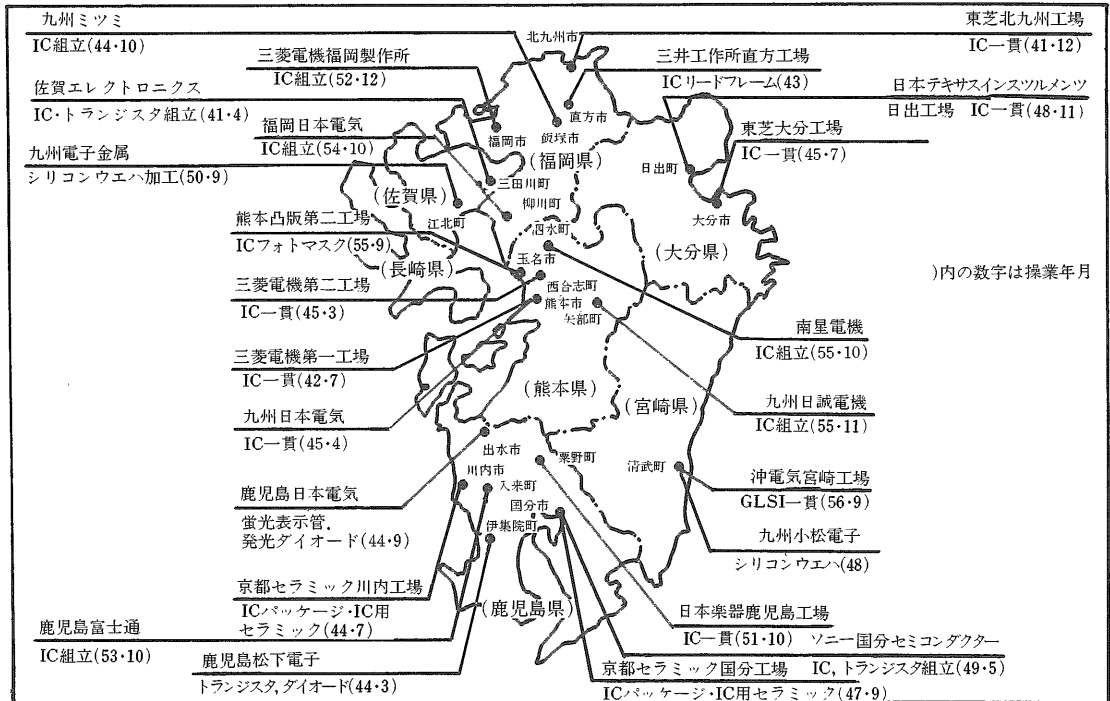 九州ミツミ
IC組立(44·10)
三菱電機福岡製作所
IC組立(52·12)
佐賀エレクトロニクス
IC·トランジスタ組立(41·4)
福岡日本電気
IC組立(54·10)
九州電子金属
シリコンウエハ加工(50·9)
熊本凸版第二工場
ICフォトマスク(55·9)
三菱電機第二工場
IC一貫(45·3)
三菱電機第一工場
IC一貫(42·7)
九州日本電気
IC一貫(45·4)
鹿児島日本電気
蛍光表示管.
発光ダイオード(44·9)
京都セラミック川内工場
ICパッケージ·IC用
セラミック(44·7)
鹿児島富士通
IC組立(53·10)
鹿児島松下電子
トランジスタ,ダイオード(44·3)
北九州市
直方市
飯塚市
福岡市
(福岡県)
三田川町
柳川町
(佐賀県)
江北町
(長崎県)
日出町
大分市
(大分県)
泗水町
玉名市
西合志町
熊本市
矢部町
(熊本県)
(宮崎県)
出水市
粟野町
清武町
川内市
入来町
国分市
伊集院町
(鹿児島県)
東芝北九州工場
IC一貫(41·12)
三井工作所直方工場
ICリードフレーム(43)
日本テキサスインスツルメンツ
日出工場 IC一貫(48·11)
東芝大分工場
IC一貫(45·7)
)内の数字は操業年月
南星電機
IC組立(55·10)
九州日誠電機
IC組立(55·11)
沖電気宮崎工場
GLSI一貫(56·9)
九州小松電子
シリコンウエハ(48)
日本楽器鹿児島工場
IC一貫(51·10)
ソニー国分セミコンダクター
IC,トランジスタ組立(49·5)
京都セラミック国分工場
ICパッケージ·IC用セラミック(47·9)